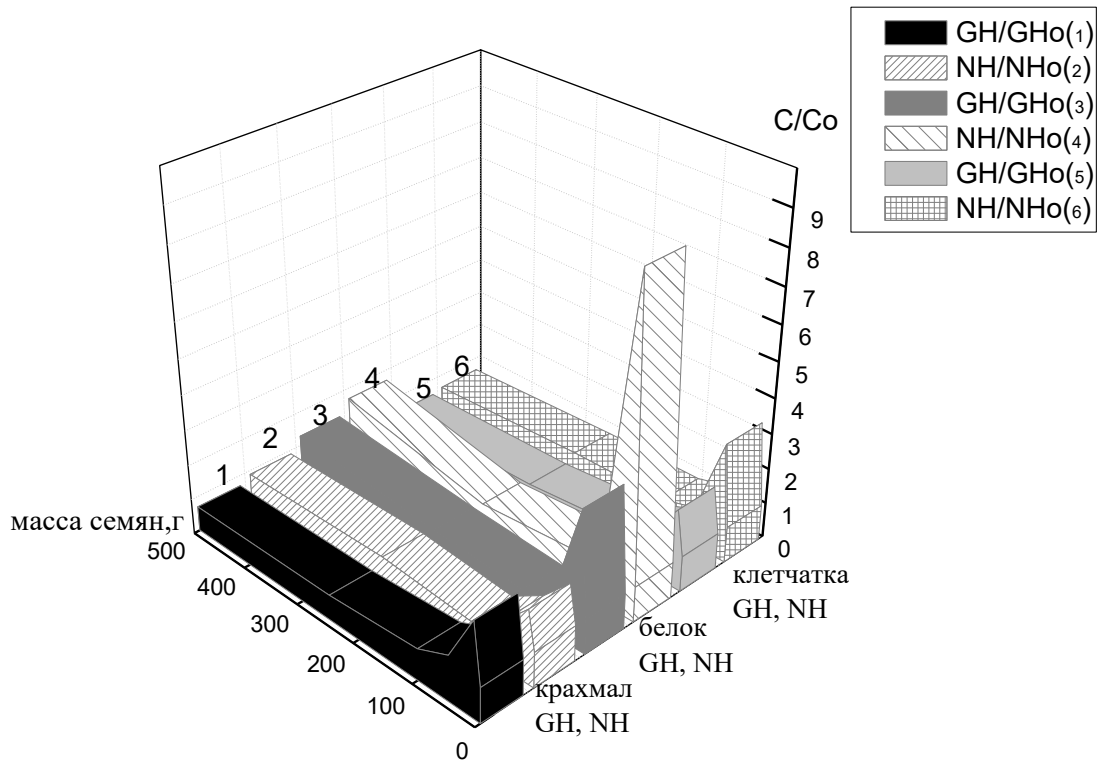 GH/GHo(1)
NH/NHo(2)
GH/GHo(3)
NH/NHo(4)
GH/GHo(5)
NH/NHo(6)
C/Co
9
8
7
6
5
4
3
2
1
0
1
2
3
4
5
6
масса семян,г
500
400
300
200
100
0
крахмал
GH, NH
белок
GH, NH
клетчатка
GH, NH